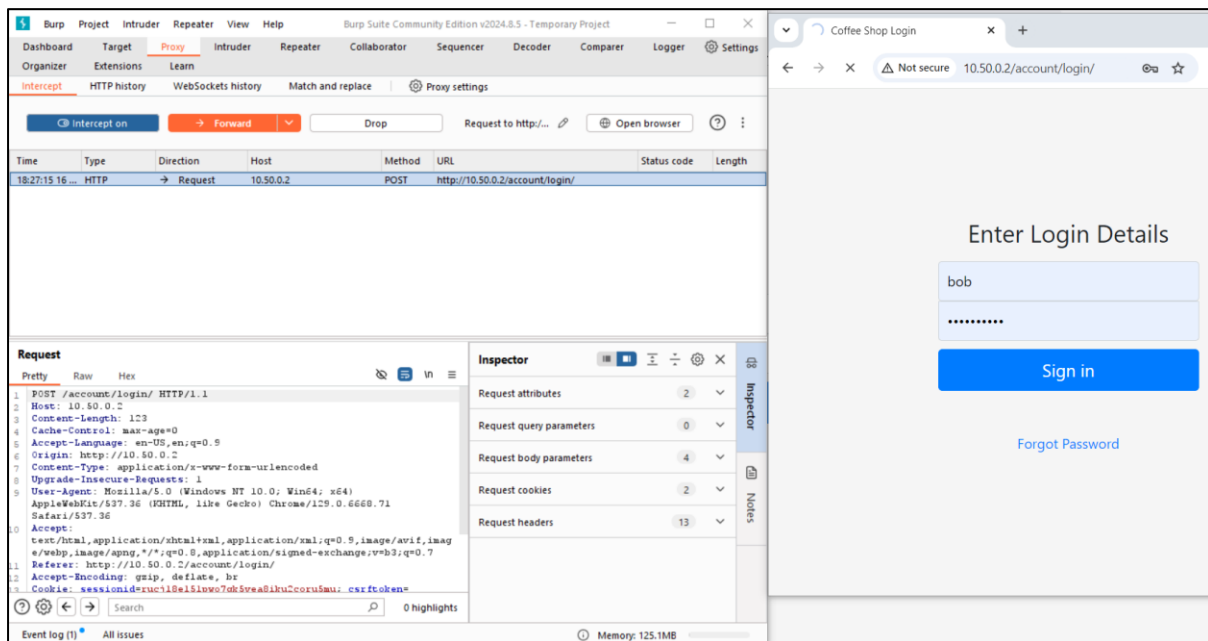 Burp Project Intruder Repeater View Help Burp Suite Community Edition v2024.8.5 - Temporary Project
Dashboard Target Proxy Intruder Repeater Collaborator Sequencer Decoder Comparer Logger Settings
Organizer Extensions Learn
Intercept HTTP history WebSockets history Match and replace Proxy settings
Intercept on Forward Drop Request to http:/... Open browser
Time Type Direction Host Method URL Status code Length
18:27:15 16 ... HTTP → Request 10.50.0.2 POST http://10.50.0.2/account/login/
Request
Pretty Raw Hex \n
1 POST /account/login/ HTTP/1.1
2 Host: 10.50.0.2
3 Content-Length: 123
4 Cache-Control: max-age=0
5 Accept-Language: en-US,en;q=0.9
6 Origin: http://10.50.0.2
7 Content-Type: application/x-www-form-urlencoded
8 Upgrade-Insecure-Requests: 1
9 User-Agent: Mozilla/5.0 (Windows NT 10.0; Win64; x64)
AppleWebKit/537.36 (KHTML, like Gecko) Chrome/129.0.6668.71
Safari/537.36
10 Accept:
text/html,application/xhtml+xml,application/xml;q=0.9,image/avif,imag
e/webp,image/apng,*/*;q=0.8,application/signed-exchange;v=b3;q=0.7
11 Referer: http://10.50.0.2/account/login/
12 Accept-Encoding: gzip, deflate, br
13 Cookie: csrftoken=
Search 0 highlights
Inspector
Request attributes 2
Request query parameters 0
Request body parameters 4
Request cookies 2
Request headers 13
Inspector
Notes
Event log (1) All issues Memory: 125.1MB
Coffee Shop Login
Not secure 10.50.0.2/account/login/
Enter Login Details
bob
••••••••••
Sign in
Forgot Password